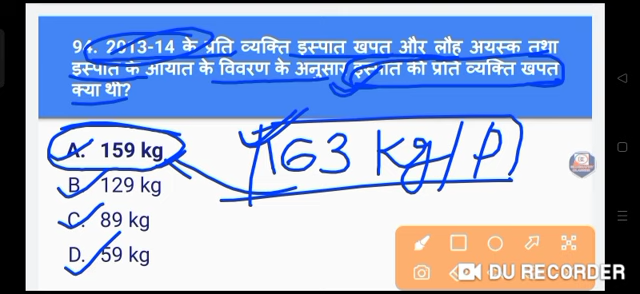 94. 2013-14 के प्रति व्यक्ति इस्पात खपत और लौह अयस्क तथा
इस्पात के आयात के विवरण के अनुसार इस्पात की प्रति व्यक्ति खपत
क्या थी?
A. 159 kg
163 kg/P
B. 129 kg
C. 89 kg
D. 59 kg
DU RECORDER